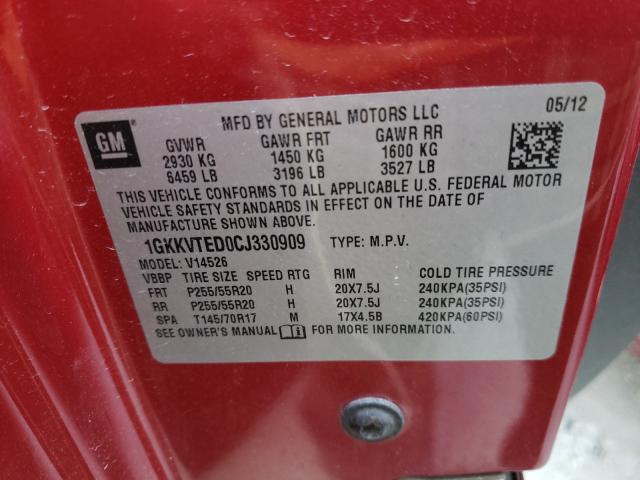 MFD BY GENERAL MOTORS LLC 05/12
GM
GVWR GAWR FRT GAWR RR
2930 KG 1450 KG 1600 KG
6459 LB 3196 LB 3527 LB
THIS VEHICLE CONFORMS TO ALL APPLICABLE U.S. FEDERAL MOTOR
VEHICLE SAFETY STANDARDS IN EFFECT ON THE DATE OF
MANUFACTURE SHOWN ABOVE.
1GKKVTED0CJ330909 TYPE: M.P.V.
MODEL: V14526
VBBP TIRE SIZE SPEED RTG RIM COLD TIRE PRESSURE
FRT P255/55R20 H 20X7.5J 240KPA(35PSI)
RR P255/55R20 H 20X7.5J 240KPA(35PSI)
SPA T145/70R17 M 17X4.5B 420KPA(60PSI)
SEE OWNER'S MANUAL FOR MORE INFORMATION.